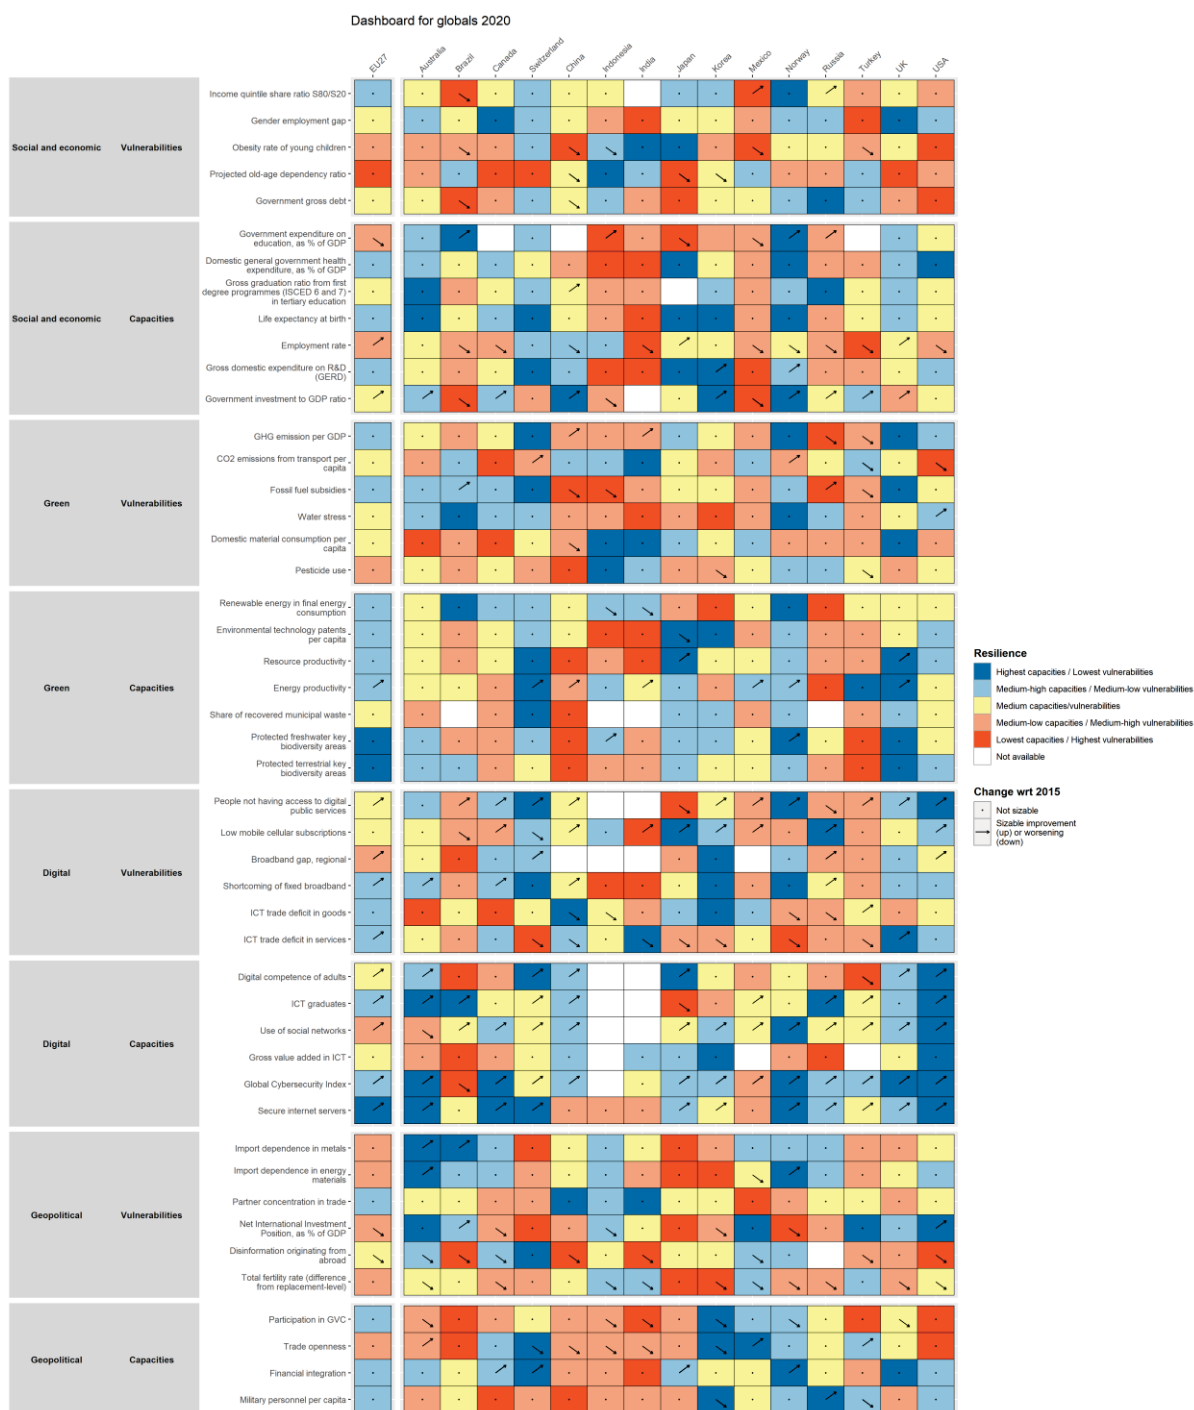 Dashboard for globals 2020
EU27
Australia
Brazil
Canada
Switzerland
China
Indonesia
India
Japan
Korea
Mexico
Norway
Russia
Turkey
UK
USA
Social and economic
Vulnerabilities
Income quintile share ratio S80/S20
Gender employment gap
Obesity rate of young children
Projected old-age dependency ratio
Government gross debt
Social and economic
Capacities
Government expenditure on
education, as % of GDP
Domestic general government health
expenditure, as % of GDP
Gross graduation ratio from first
degree programmes (ISCED 6 and 7)
in tertiary education
Life expectancy at birth
Employment rate
Gross domestic expenditure on R&D
(GERD)
Government investment to GDP ratio
Green
Vulnerabilities
GHG emission per GDP
CO2 emissions from transport per
capita
Fossil fuel subsidies
Water stress
Domestic material consumption per
capita
Pesticide use
Green
Capacities
Renewable energy in final energy
consumption
Environmental technology patents
per capita
Resource productivity
Energy productivity
Share of recovered municipal waste
Protected freshwater key
biodiversity areas
Protected terrestrial key
biodiversity areas
Digital
Vulnerabilities
People not having access to digital
public services
Low mobile cellular subscriptions
Broadband gap, regional
Shortcoming of fixed broadband
ICT trade deficit in goods
ICT trade deficit in services
Digital
Capacities
Digital competence of adults
ICT graduates
Use of social networks
Gross value added in ICT
Global Cybersecurity Index
Secure internet servers
Geopolitical
Vulnerabilities
Import dependence in metals
Import dependence in energy
materials
Partner concentration in trade
Net International Investment
Position, as % of GDP
Disinformation originating from
abroad
Total fertility rate (difference
from replacement-level)
Geopolitical
Capacities
Participation in GVC
Trade openness
Financial integration
Military personnel per capita
Resilience
Highest capacities / Lowest vulnerabilities
Medium-high capacities / Medium-low vulnerabilities
Medium capacities/vulnerabilities
Medium-low capacities / Medium-high vulnerabilities
Lowest capacities / Highest vulnerabilities
Not available
Change wrt 2015
Not sizable
Sizable improvement
(up) or worsening
(down)